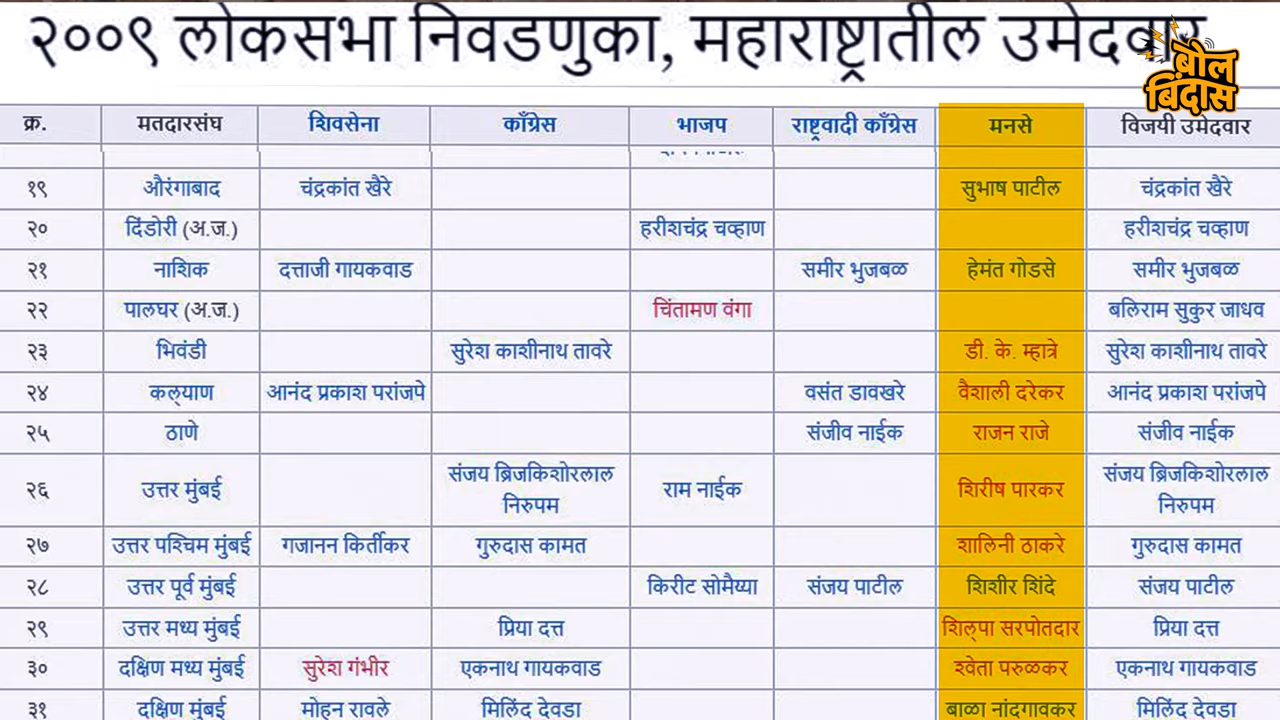 २००९ लोकसभा निवडणुका, महाराष्ट्रातील उमेदवार
बोल
बिंदास
क्र. मतदारसंघ शिवसेना काँग्रेस भाजप राष्ट्रवादी काँग्रेस मनसे विजयी उमेदवार
१९ औरंगाबाद चंद्रकांत खैरे सुभाष पाटील चंद्रकांत खैरे
२० दिंडोरी (अ.ज.) हरीशचंद्र चव्हाण हरीशचंद्र चव्हाण
२१ नाशिक दत्ताजी गायकवाड समीर भुजबळ हेमंत गोडसे समीर भुजबळ
२२ पालघर (अ.ज.) चिंतामण वंगा बलिराम सुकुर जाधव
२३ भिवंडी सुरेश काशीनाथ तावरे डी. के. म्हात्रे सुरेश काशीनाथ तावरे
२४ कल्याण आनंद प्रकाश परांजपे वसंत डावखरे वैशाली दरेकर आनंद प्रकाश परांजपे
२५ ठाणे संजीव नाईक राजन राजे संजीव नाईक
२६ उत्तर मुंबई संजय ब्रिजकिशोरलाल निरुपम राम नाईक शिरीष पारकर संजय ब्रिजकिशोरलाल निरुपम
२७ उत्तर पश्चिम मुंबई गजानन किर्तीकर गुरुदास कामत शालिनी ठाकरे गुरुदास कामत
२८ उत्तर पूर्व मुंबई किरीट सोमैय्या संजय पाटील शिशीर शिंदे संजय पाटील
२९ उत्तर मध्य मुंबई प्रिया दत्त शिल्पा सरपोतदार प्रिया दत्त
३० दक्षिण मध्य मुंबई सुरेश गंभीर एकनाथ गायकवाड श्वेता परुळकर एकनाथ गायकवाड
३१ दक्षिण मुंबई मोहन रावले मिलिंद देवडा बाळा नांदगावकर मिलिंद देवडा